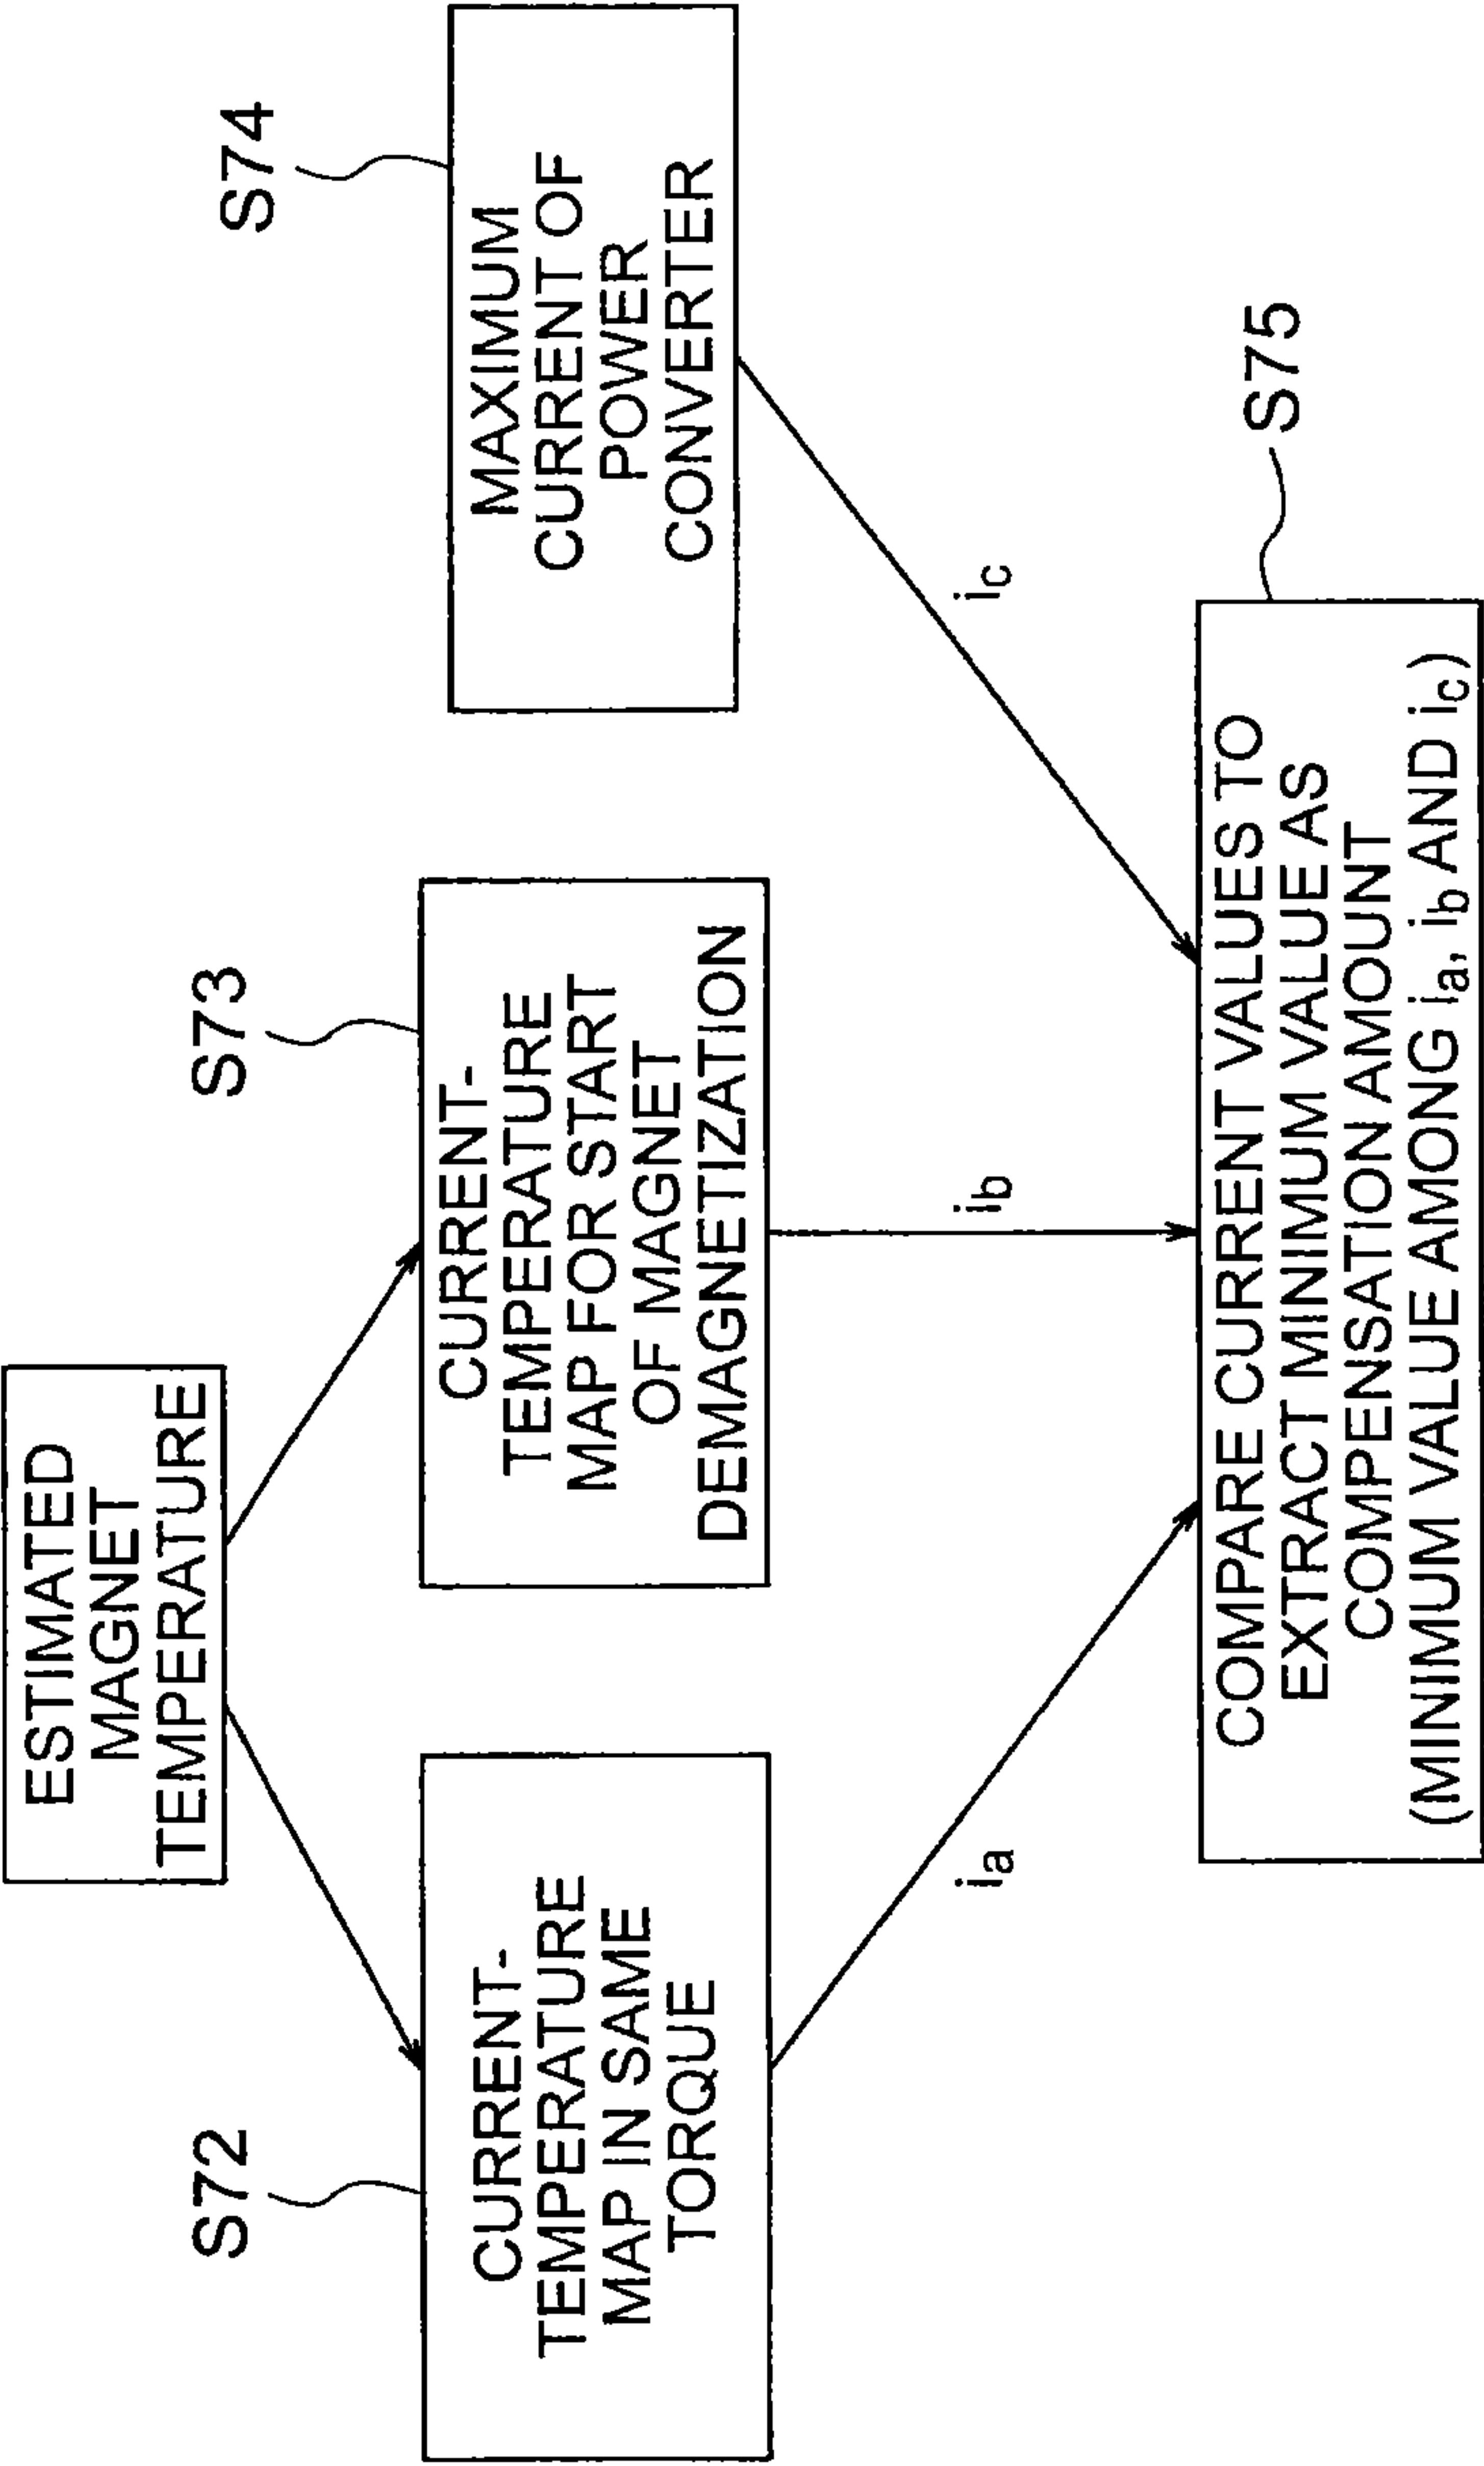 ESTIMATED
MAGNET
TEMPERATURE
S72
CURRENT-
TEMPERATURE
MAP IN SAME
TORQUE
S73
CURRENT-
TEMPERATURE
MAP FOR START
OF MAGNET
DEMAGNETIZATION
S74
MAXIMUM
CURRENT OF
POWER
CONVERTER
ia
ib
ic
S75
COMPARE CURRENT VALUES TO
EXTRACT MINIMUM VALUE AS
COMPENSATION AMOUNT
(MINIMUM VALUE AMONG ia, ib AND ic)